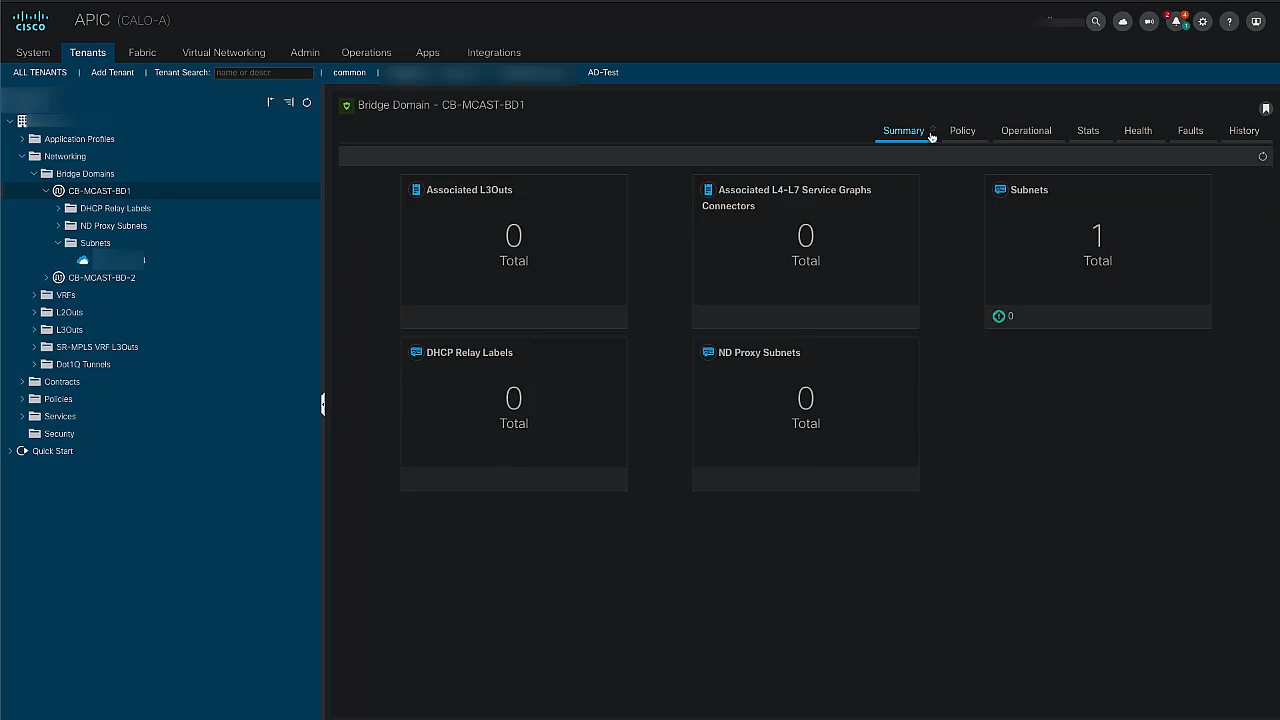 CISCO
APIC (CALO-A)
2 4 1
System Tenants Fabric Virtual Networking Admin Operations Apps Integrations
ALL TENANTS | Add Tenant | Tenant Search: name or descr | common | AD-Test
Bridge Domain - CB-MCAST-BD1
Summary Policy Operational Stats Health Faults History
Application Profiles
Networking
Bridge Domains
CB-MCAST-BD1
DHCP Relay Labels
ND Proxy Subnets
Subnets
CB-MCAST-BD-2
VRFs
L2Outs
L3Outs
SR-MPLS VRF L3Outs
Dot1Q Tunnels
Contracts
Policies
Services
Security
Quick Start
Associated L3Outs
0
Total
Associated L4-L7 Service Graphs
Connectors
0
Total
Subnets
1
Total
0
DHCP Relay Labels
0
Total
ND Proxy Subnets
0
Total